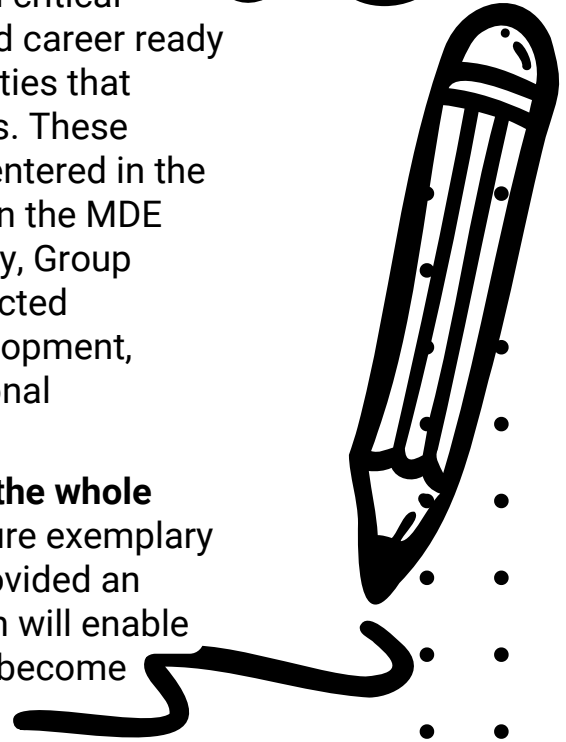 critical
d career ready
ties that
s. These
entered in the
n the MDE
y, Group
cted
opment,
onal
the whole
ure exemplary
ovided an
n will enable
become